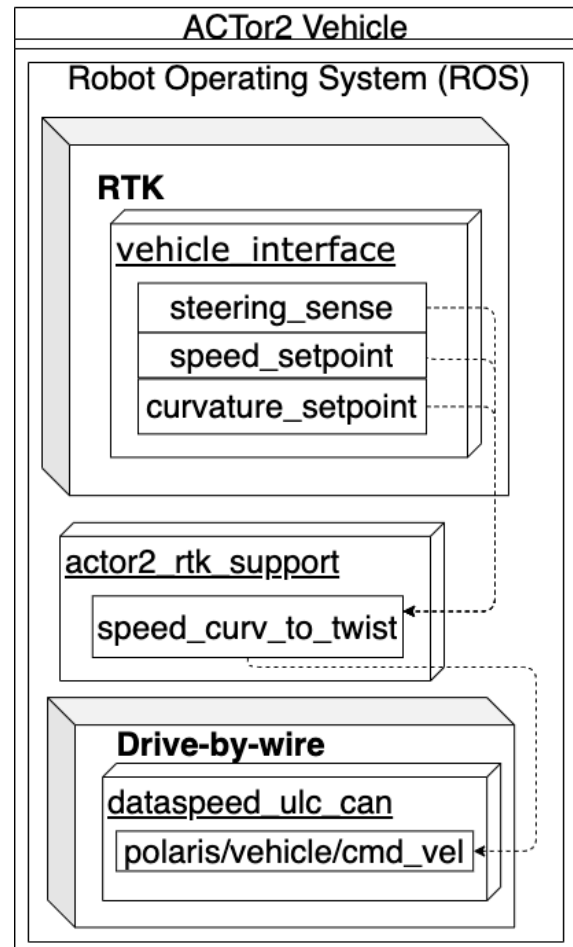 ACTor2 Vehicle
Robot Operating System (ROS)
RTK
vehicle_interface
steering_sense
speed_setpoint
curvature_setpoint
actor2_rtk_support
speed_curv_to_twist
Drive-by-wire
dataspeed_ulc_can
polaris/vehicle/cmd_vel